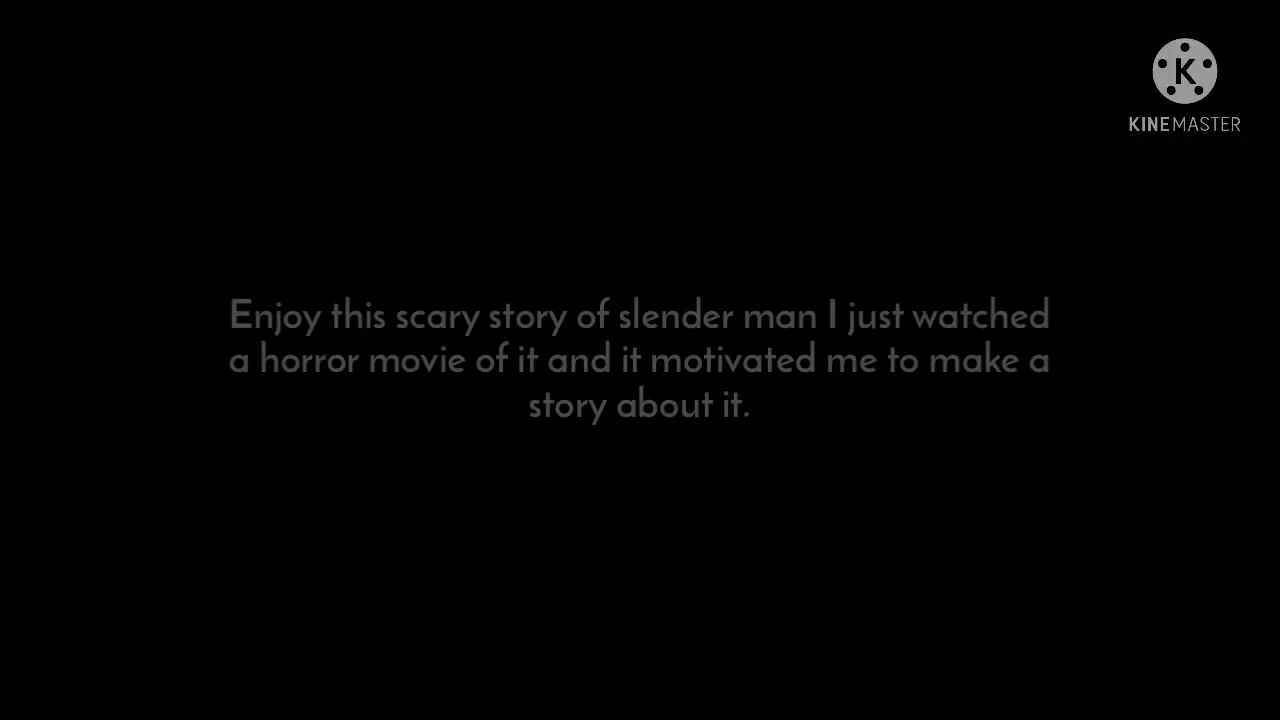 K
KINEMASTER
Enjoy this scary story of slender man I just watched
a horror movie of it and it motivated me to make a
story about it.